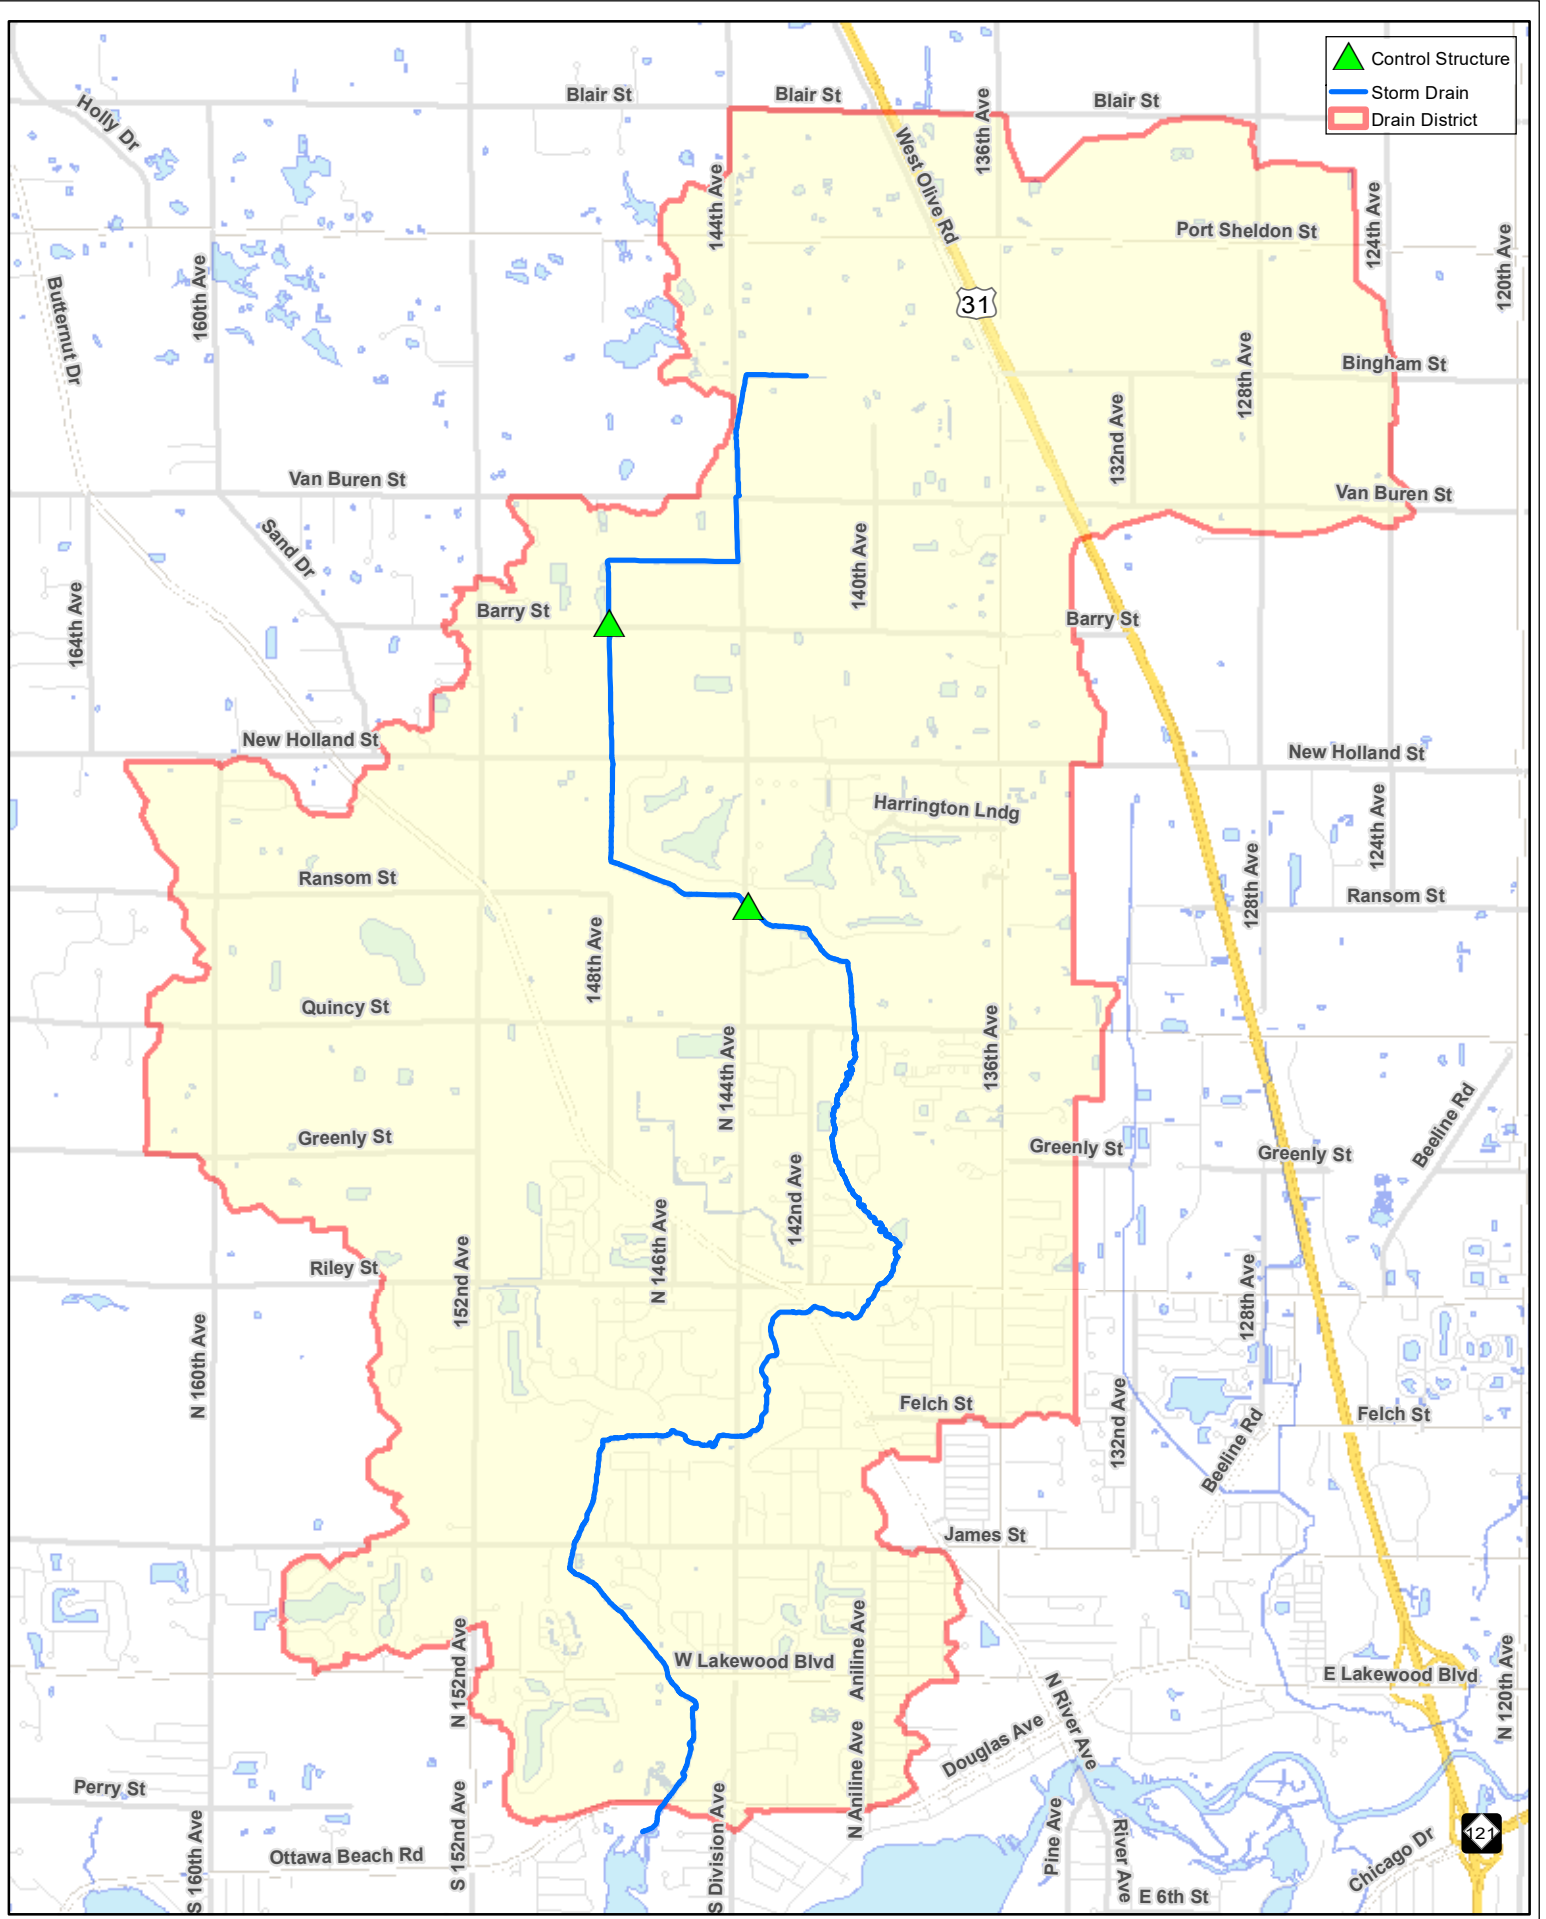 Control Structure
Storm Drain
Drain District
Blair St
Blair St
Blair St
Holly Dr
136th Ave
West Olive Rd
144th Ave
124th Ave
Port Sheldon St
120th Ave
160th Ave
Butternut Dr
31
128th Ave
Bingham St
132nd Ave
Van Buren St
Van Buren St
Sand Dr
140th Ave
164th Ave
Barry St
Barry St
New Holland St
New Holland St
Harrington Lndg
124th Ave
128th Ave
Ransom St
Ransom St
148th Ave
Quincy St
136th Ave
N 144th Ave
Beeline Rd
Greenly St
Greenly St
Greenly St
142nd Ave
N 146th Ave
152nd Ave
Riley St
128th Ave
N 160th Ave
132nd Ave
Felch St
Felch St
Beeline Rd
James St
Aniline Ave
N 152nd Ave
W Lakewood Blvd
E Lakewood Blvd
N 120th Ave
N River Ave
Douglas Ave
N Aniline Ave
Perry St
S 152nd Ave
S Division Ave
S 160th Ave
Ottawa Beach Rd
Pine Ave
River Ave
121
Chicago Dr
E 6th St